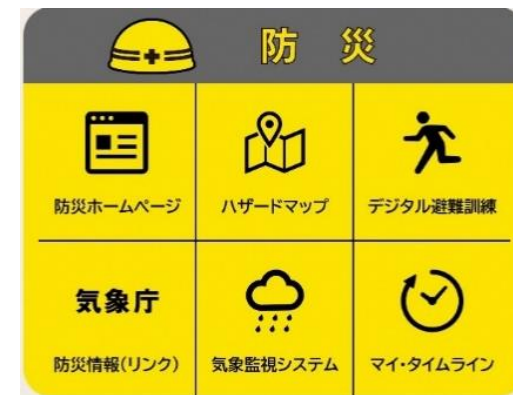 防災
防災ホームページ
ハザードマップ
デジタル避難訓練
気象庁
防災情報(リンク)
気象監視システム
マイ・タイムライン